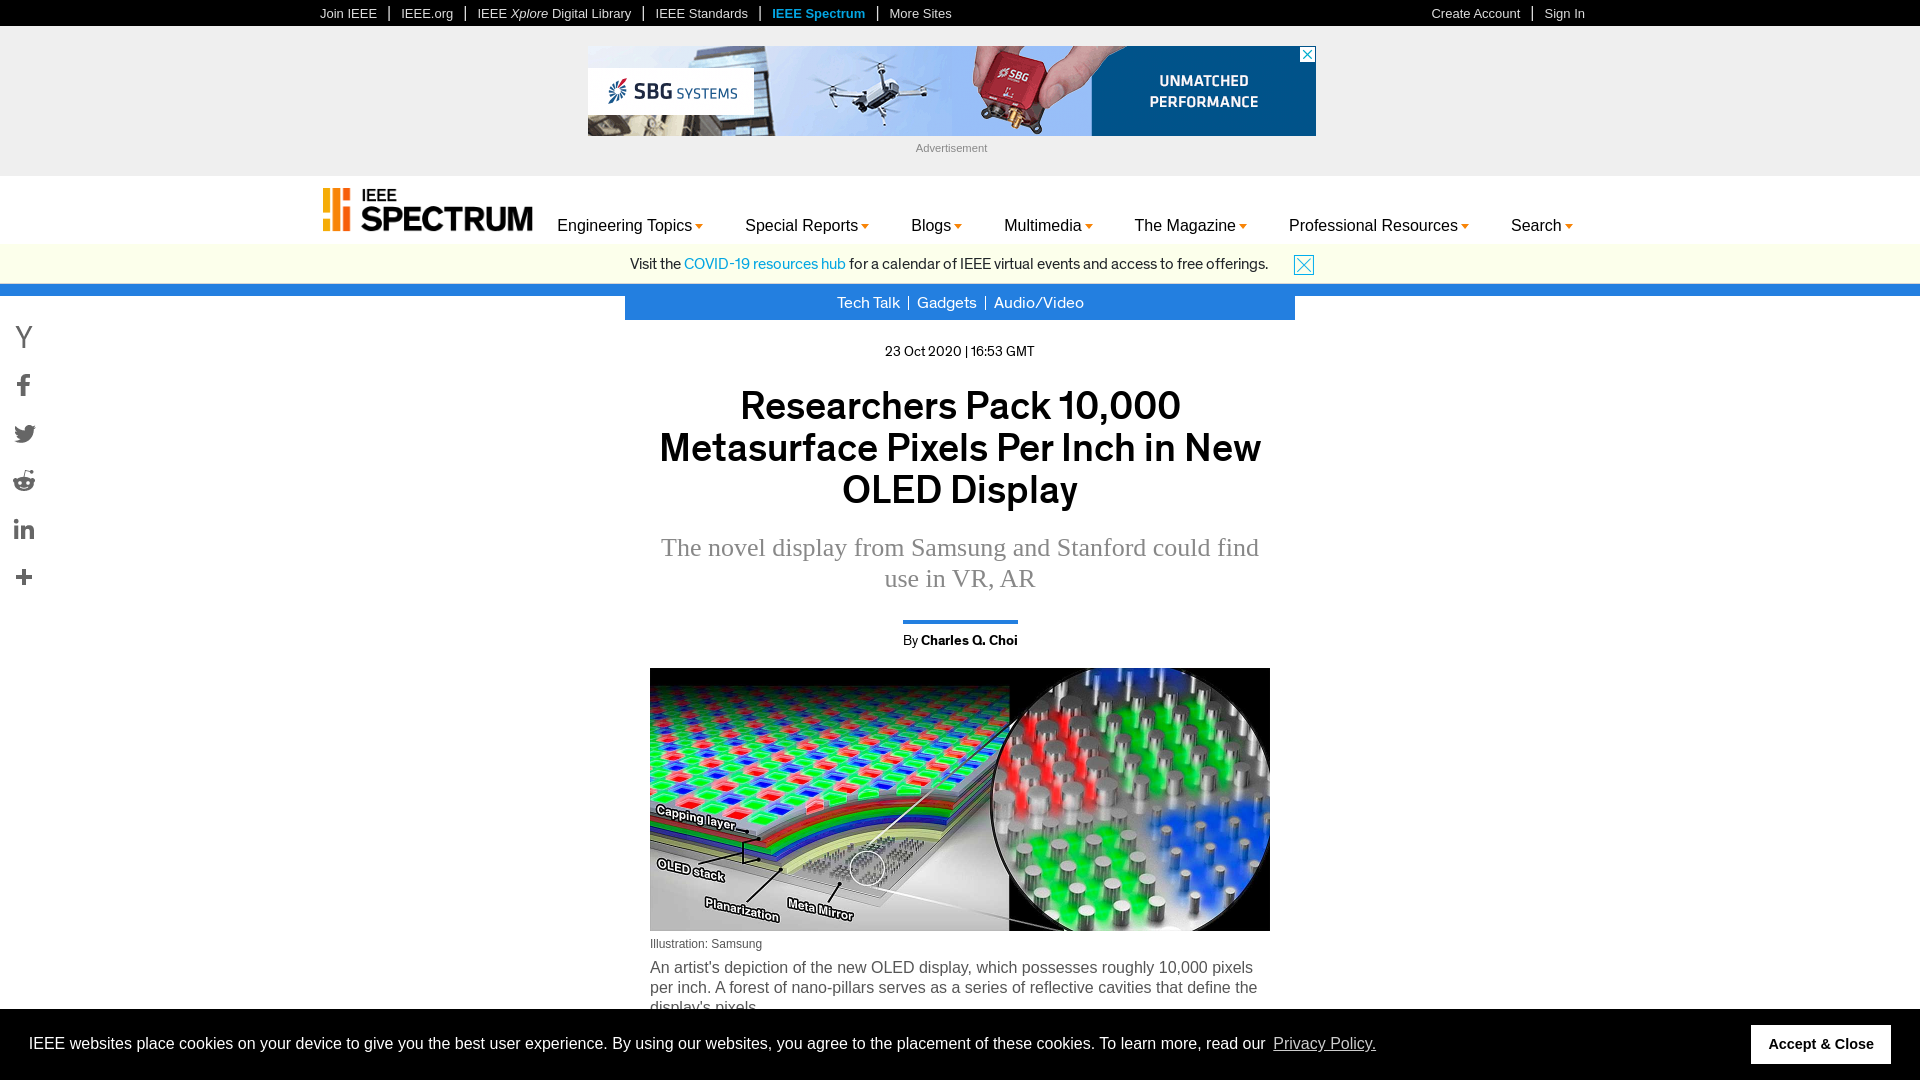 Join IEEE | IEEE.org | IEEE Xplore Digital Library | IEEE Standards | IEEE Spectrum | More Sites
Create Account | Sign In
SBG SYSTEMS
SBG
UNMATCHED
PERFORMANCE
Advertisement
IEEE
SPECTRUM
Engineering Topics
Special Reports
Blogs
Multimedia
The Magazine
Professional Resources
Search
Visit the COVID-19 resources hub for a calendar of IEEE virtual events and access to free offerings.
Tech Talk | Gadgets | Audio/Video
23 Oct 2020 | 16:53 GMT
Researchers Pack 10,000
Metasurface Pixels Per Inch in New
OLED Display
The novel display from Samsung and Stanford could find
use in VR, AR
By Charles Q. Choi
Capping layer
OLED stack
Planarization
Meta Mirror
Illustration: Samsung
An artist's depiction of the new OLED display, which possesses roughly 10,000 pixels
per inch. A forest of nano-pillars serves as a series of reflective cavities that define the
display's pixels.
IEEE websites place cookies on your device to give you the best user experience. By using our websites, you agree to the placement of these cookies. To learn more, read our Privacy Policy.
Accept & Close